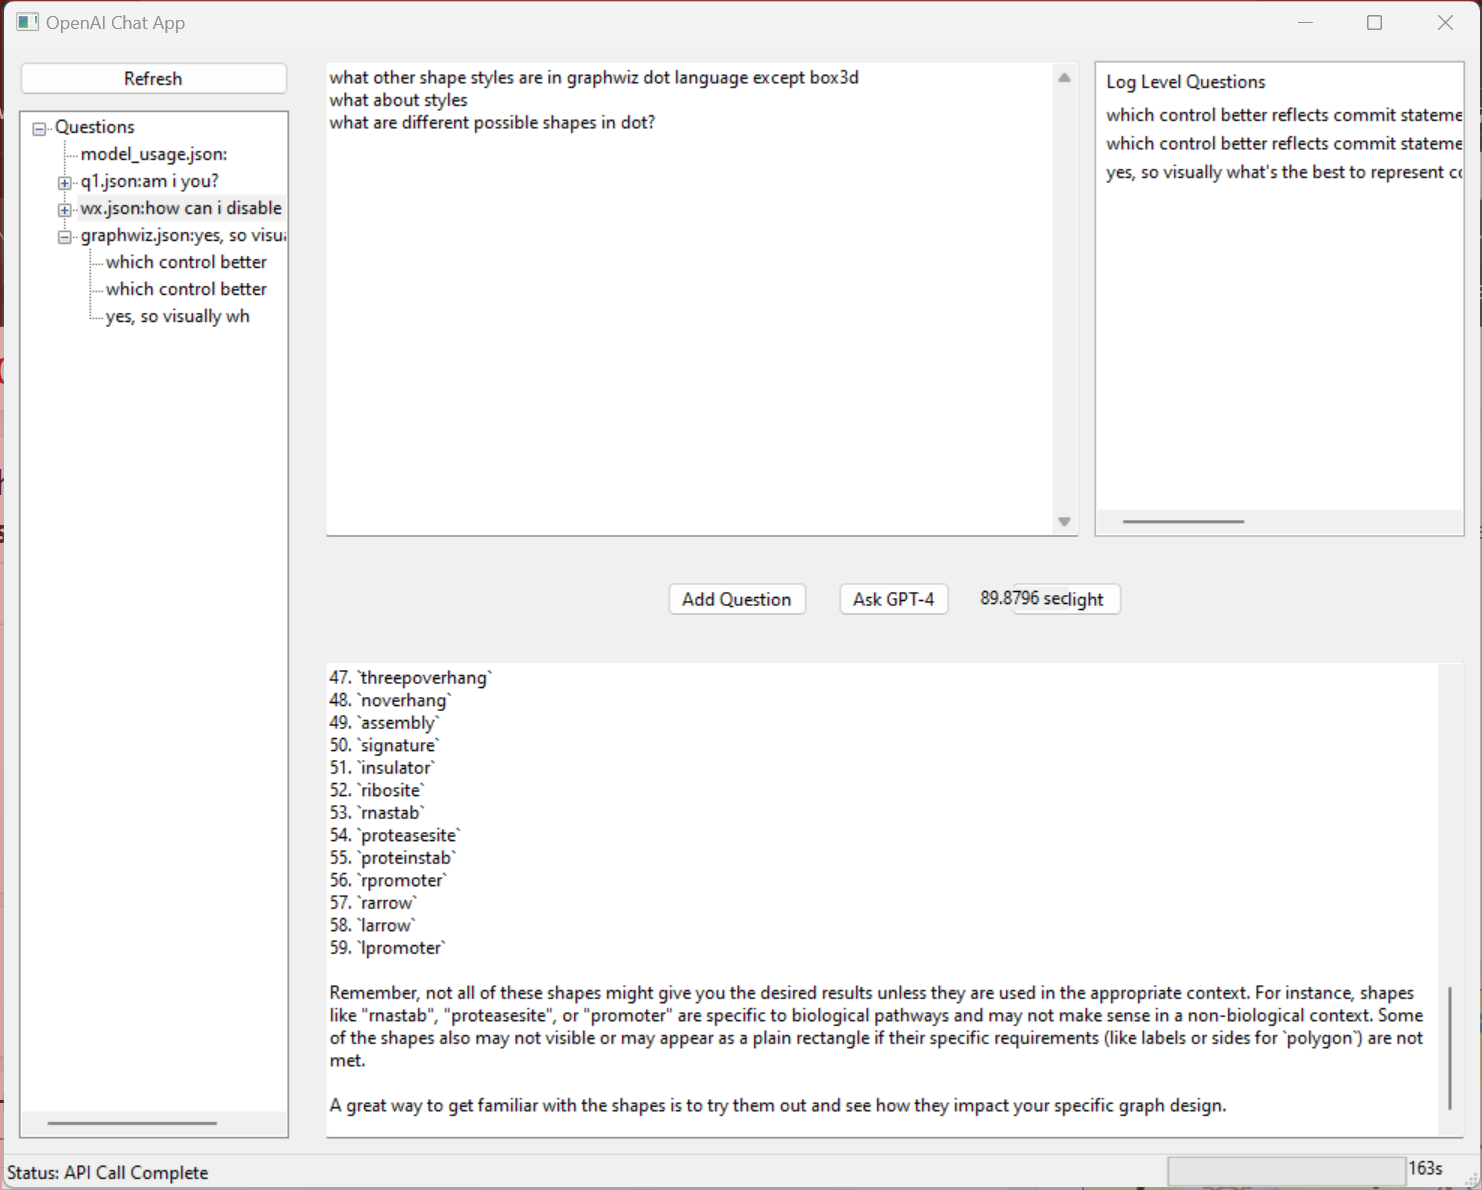 OpenAI Chat App
Refresh
Questions
model_usage.json:
q1.json:am i you?
wx.json:how can i disable
graphwiz.json:yes, so visu
which control better
which control better
yes, so visually wh
what other shape styles are in graphwiz dot language except box3d
what about styles
what are different possible shapes in dot?
Log Level Questions
which control better reflects commit stateme
which control better reflects commit stateme
yes, so visually what's the best to represent co
Add Question
Ask GPT-4
89.8796 sec
light
47. `threepoverhang`
48. `noverhang`
49. `assembly`
50. `signature`
51. `insulator`
52. `ribosite`
53. `rnastab`
54. `proteasesite`
55. `proteinstab`
56. `rpromoter`
57. `rarrow`
58. `larrow`
59. `lpromoter`
Remember, not all of these shapes might give you the desired results unless they are used in the appropriate context. For instance, shapes
like "rnastab", "proteasesite", or "promoter" are specific to biological pathways and may not make sense in a non-biological context. Some
of the shapes also may not visible or may appear as a plain rectangle if their specific requirements (like labels or sides for `polygon`) are not
met.
A great way to get familiar with the shapes is to try them out and see how they impact your specific graph design.
Status: API Call Complete
163s